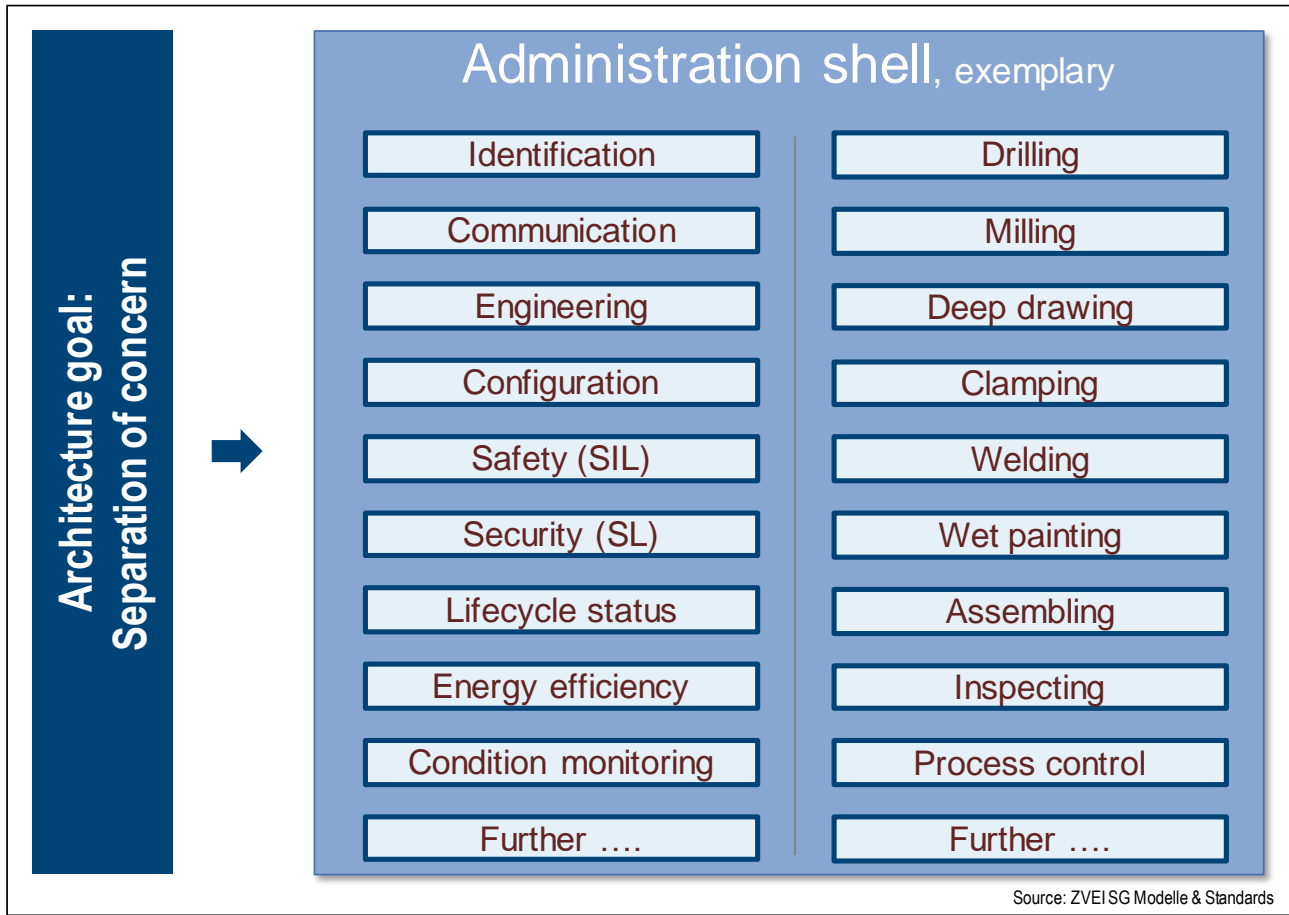 Architecture goal:
Separation of concern
Administration shell, exemplary
Identification
Communication
Engineering
Configuration
Safety (SIL)
Security (SL)
Lifecycle status
Energy efficiency
Condition monitoring
Further ….
Drilling
Milling
Deep drawing
Clamping
Welding
Wet painting
Assembling
Inspecting
Process control
Further ….
Source: ZVEI SG Modelle & Standards